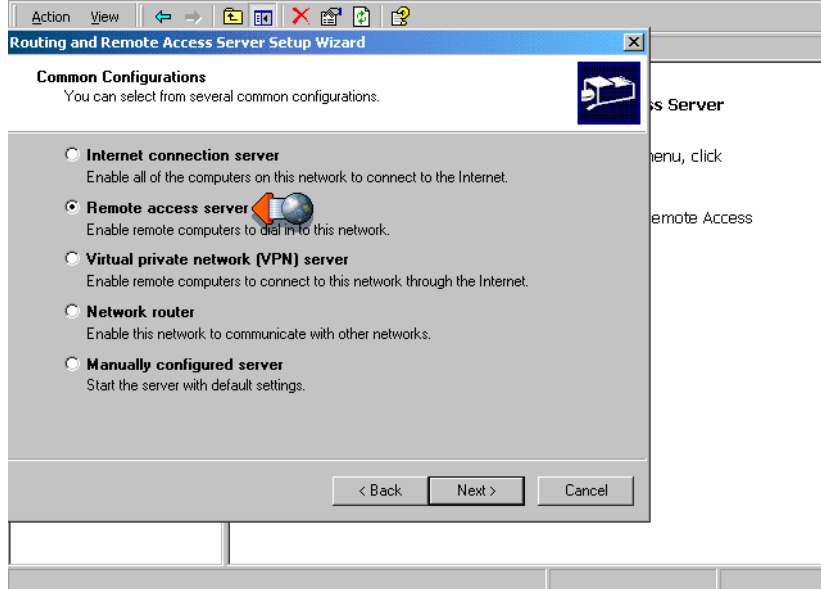 Action View
Routing and Remote Access Server Setup Wizard
Common Configurations
You can select from several common configurations.
ss Server
Internet connection server
Enable all of the computers on this network to connect to the Internet.
enu, click
Remote access server
Enable remote computers to dial in to this network.
emote Access
Virtual private network (VPN) server
Enable remote computers to connect to this network through the Internet.
Network router
Enable this network to communicate with other networks.
Manually configured server
Start the server with default settings.
< Back Next > Cancel